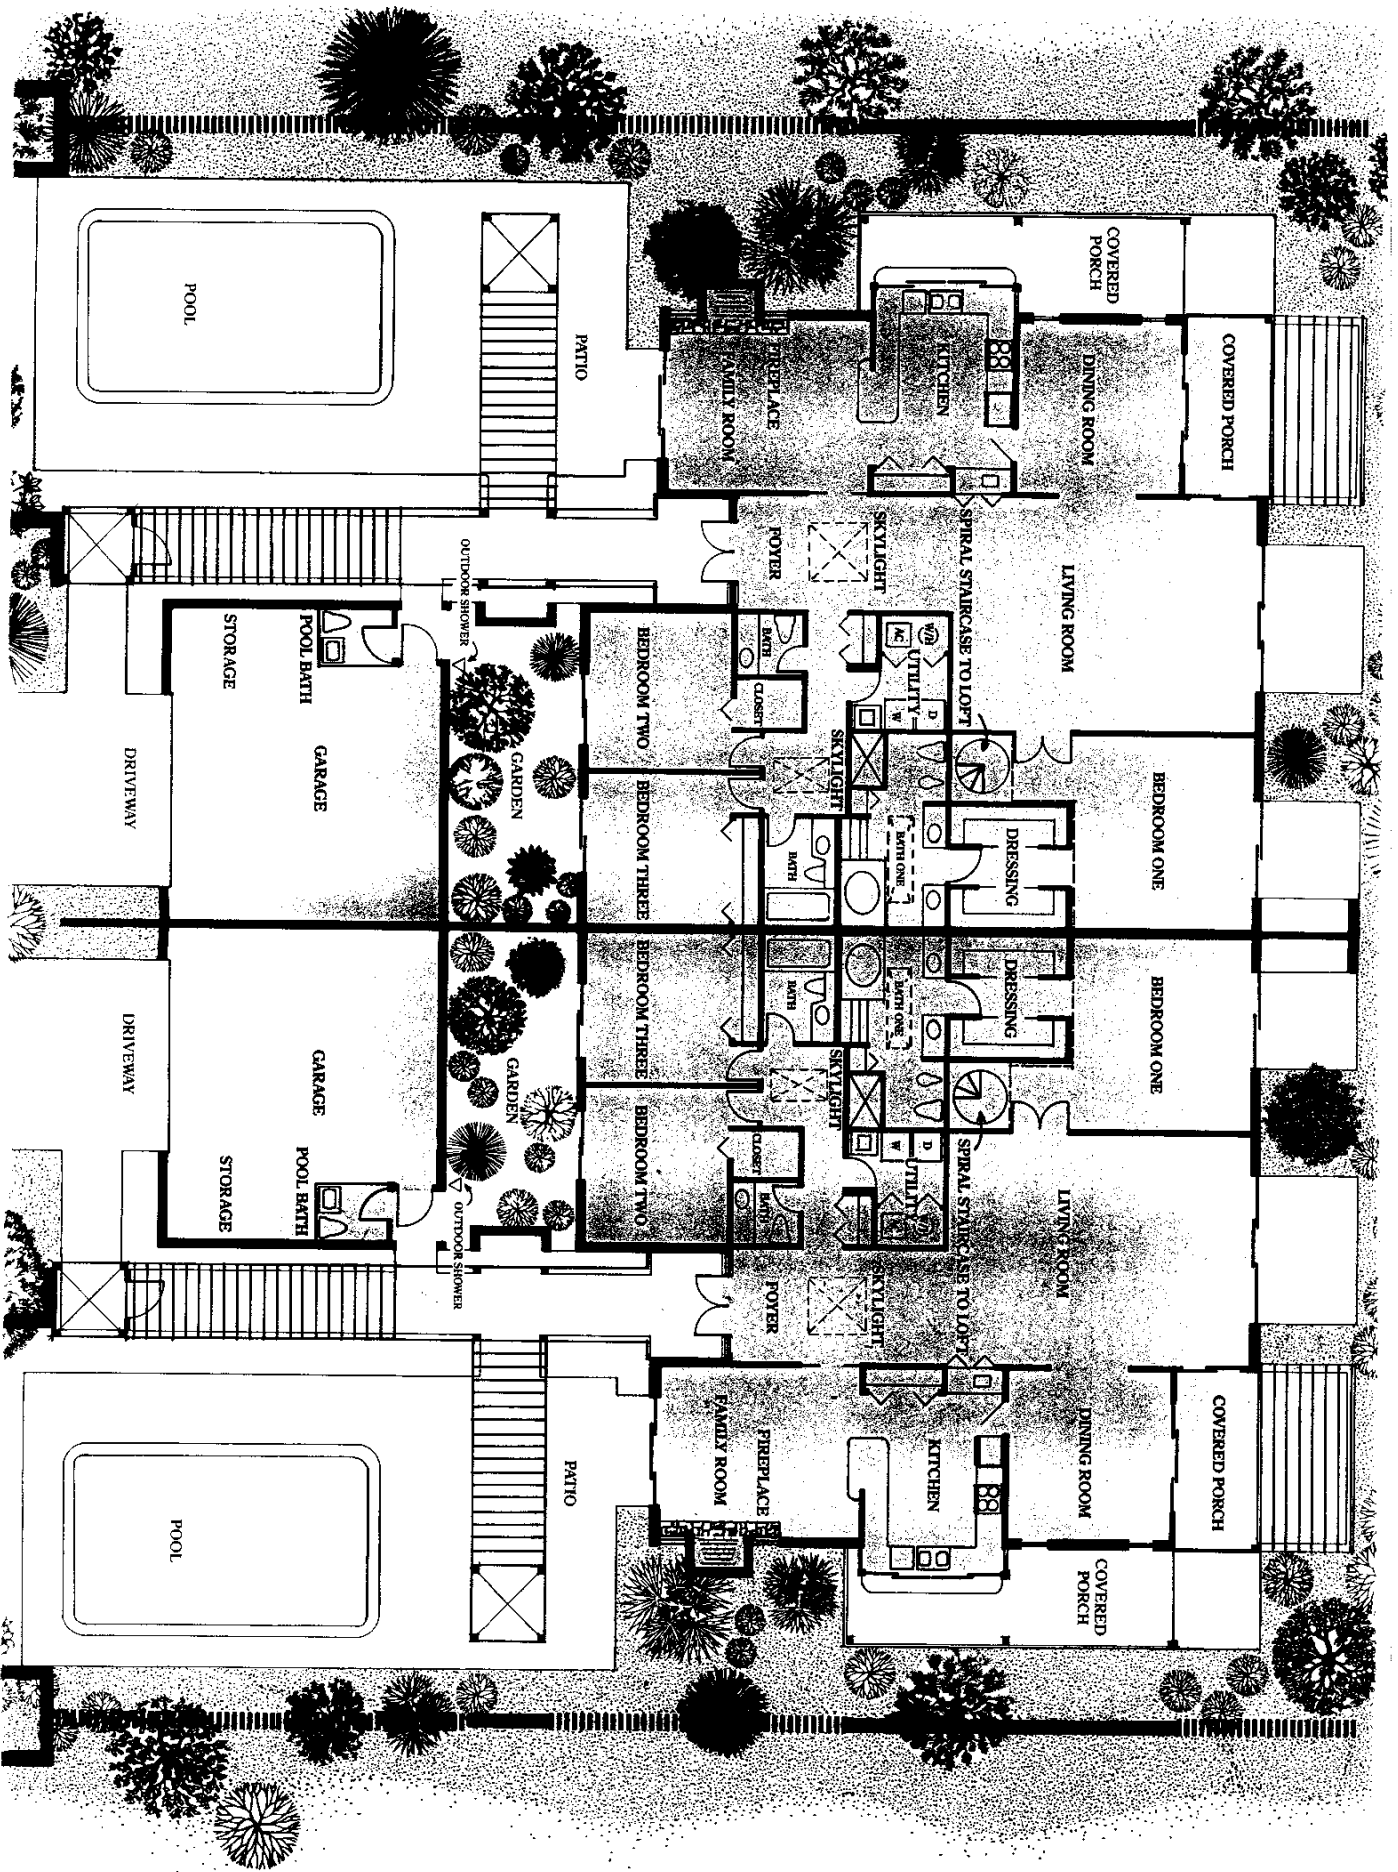 COVERED
PORCH
COVERED PORCH
DINING ROOM
KITCHEN
FIREPLACE
FAMILY ROOM
PATIO
POOL
LIVING ROOM
SPIRAL STAIRCASE TO LOFT
SKYLIGHT
FOYER
OUTDOOR SHOWER
W/H
AC
UTILITY
D
W
BATH
CLOSET
BEDROOM TWO
POOL BATH
STORAGE
GARAGE
DRIVEWAY
GARDEN
SKYLIGHT
BEDROOM THREE
BATH
BATH ONE
DRESSING
BEDROOM ONE
BEDROOM ONE
DRESSING
BATH ONE
BATH
BEDROOM THREE
SKYLIGHT
GARDEN
GARAGE
DRIVEWAY
STORAGE
POOL BATH
BEDROOM TWO
CLOSET
BATH
W
D
UTILITY
OUTDOOR SHOWER
FOYER
SKYLIGHT
SPIRAL STAIRCASE TO LOFT
LIVING ROOM
POOL
PATIO
FAMILY ROOM
FIREPLACE
KITCHEN
DINING ROOM
COVERED PORCH
COVERED
PORCH